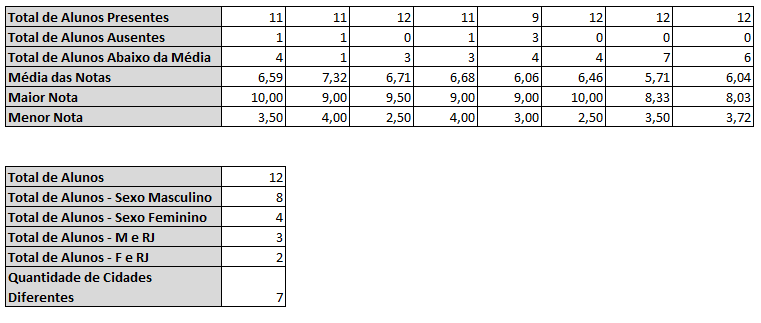 Total de Alunos Presentes 11 11 12 11 9 12 12 12
Total de Alunos Ausentes 1 1 0 1 3 0 0 0
Total de Alunos Abaixo da Média 4 1 3 3 4 4 7 6
Média das Notas 6,59 7,32 6,71 6,68 6,06 6,46 5,71 6,04
Maior Nota 10,00 9,00 9,50 9,00 9,00 10,00 8,33 8,03
Menor Nota 3,50 4,00 2,50 4,00 3,00 2,50 3,50 3,72
Total de Alunos 12
Total de Alunos - Sexo Masculino 8
Total de Alunos - Sexo Feminino 4
Total de Alunos - M e RJ 3
Total de Alunos - F e RJ 2
Quantidade de Cidades
Diferentes 7